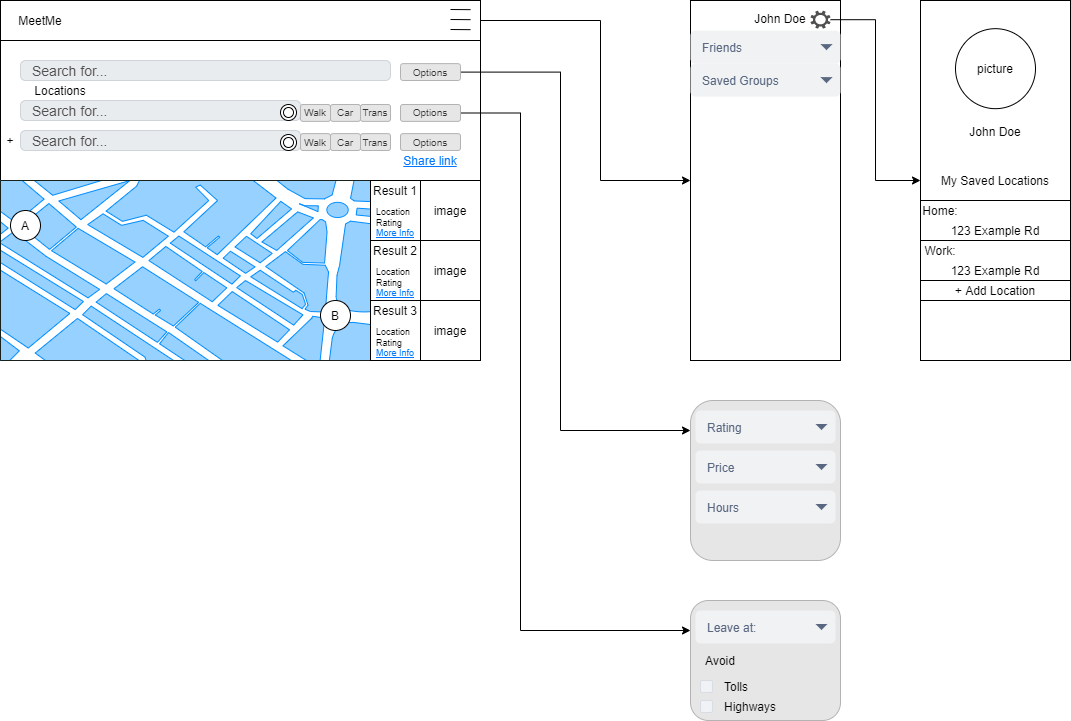 MeetMe
Search for...
Options
Locations
Search for...
Walk
Car
Trans
Options
+
Search for...
Walk
Car
Trans
Options
Share link
A
B
Result 1
Location
Rating
More Info
image
Result 2
Location
Rating
More Info
image
Result 3
Location
Rating
More Info
image
John Doe
Friends
Saved Groups
picture
John Doe
My Saved Locations
Home:
123 Example Rd
Work:
123 Example Rd
+ Add Location
Rating
Price
Hours
Leave at:
Avoid
Tolls
Highways